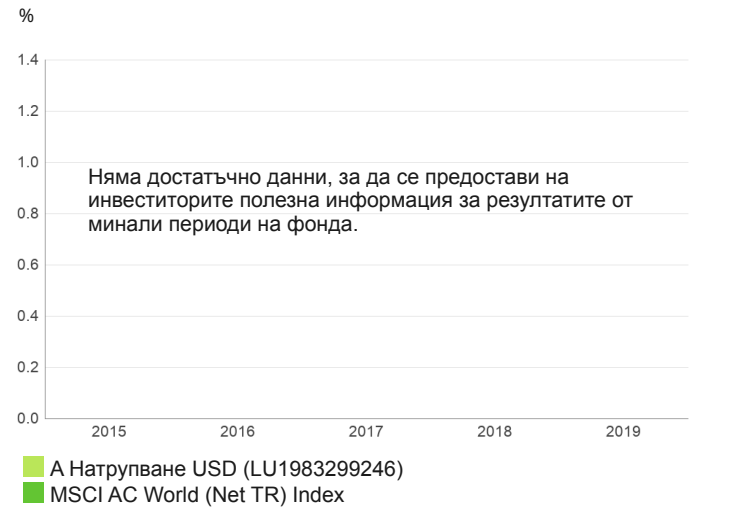 %
1.4
1.2
1.0
Няма достатъчно данни, за да се предостави на
инвеститорите полезна информация за резултатите от
0.8
минали периоди на фонда.
0.6
0.4
0.2
0.0
2015 2016 2017 2018 2019
А Натрупване USD (LU1983299246)
MSCI AC World (Net TR) Index